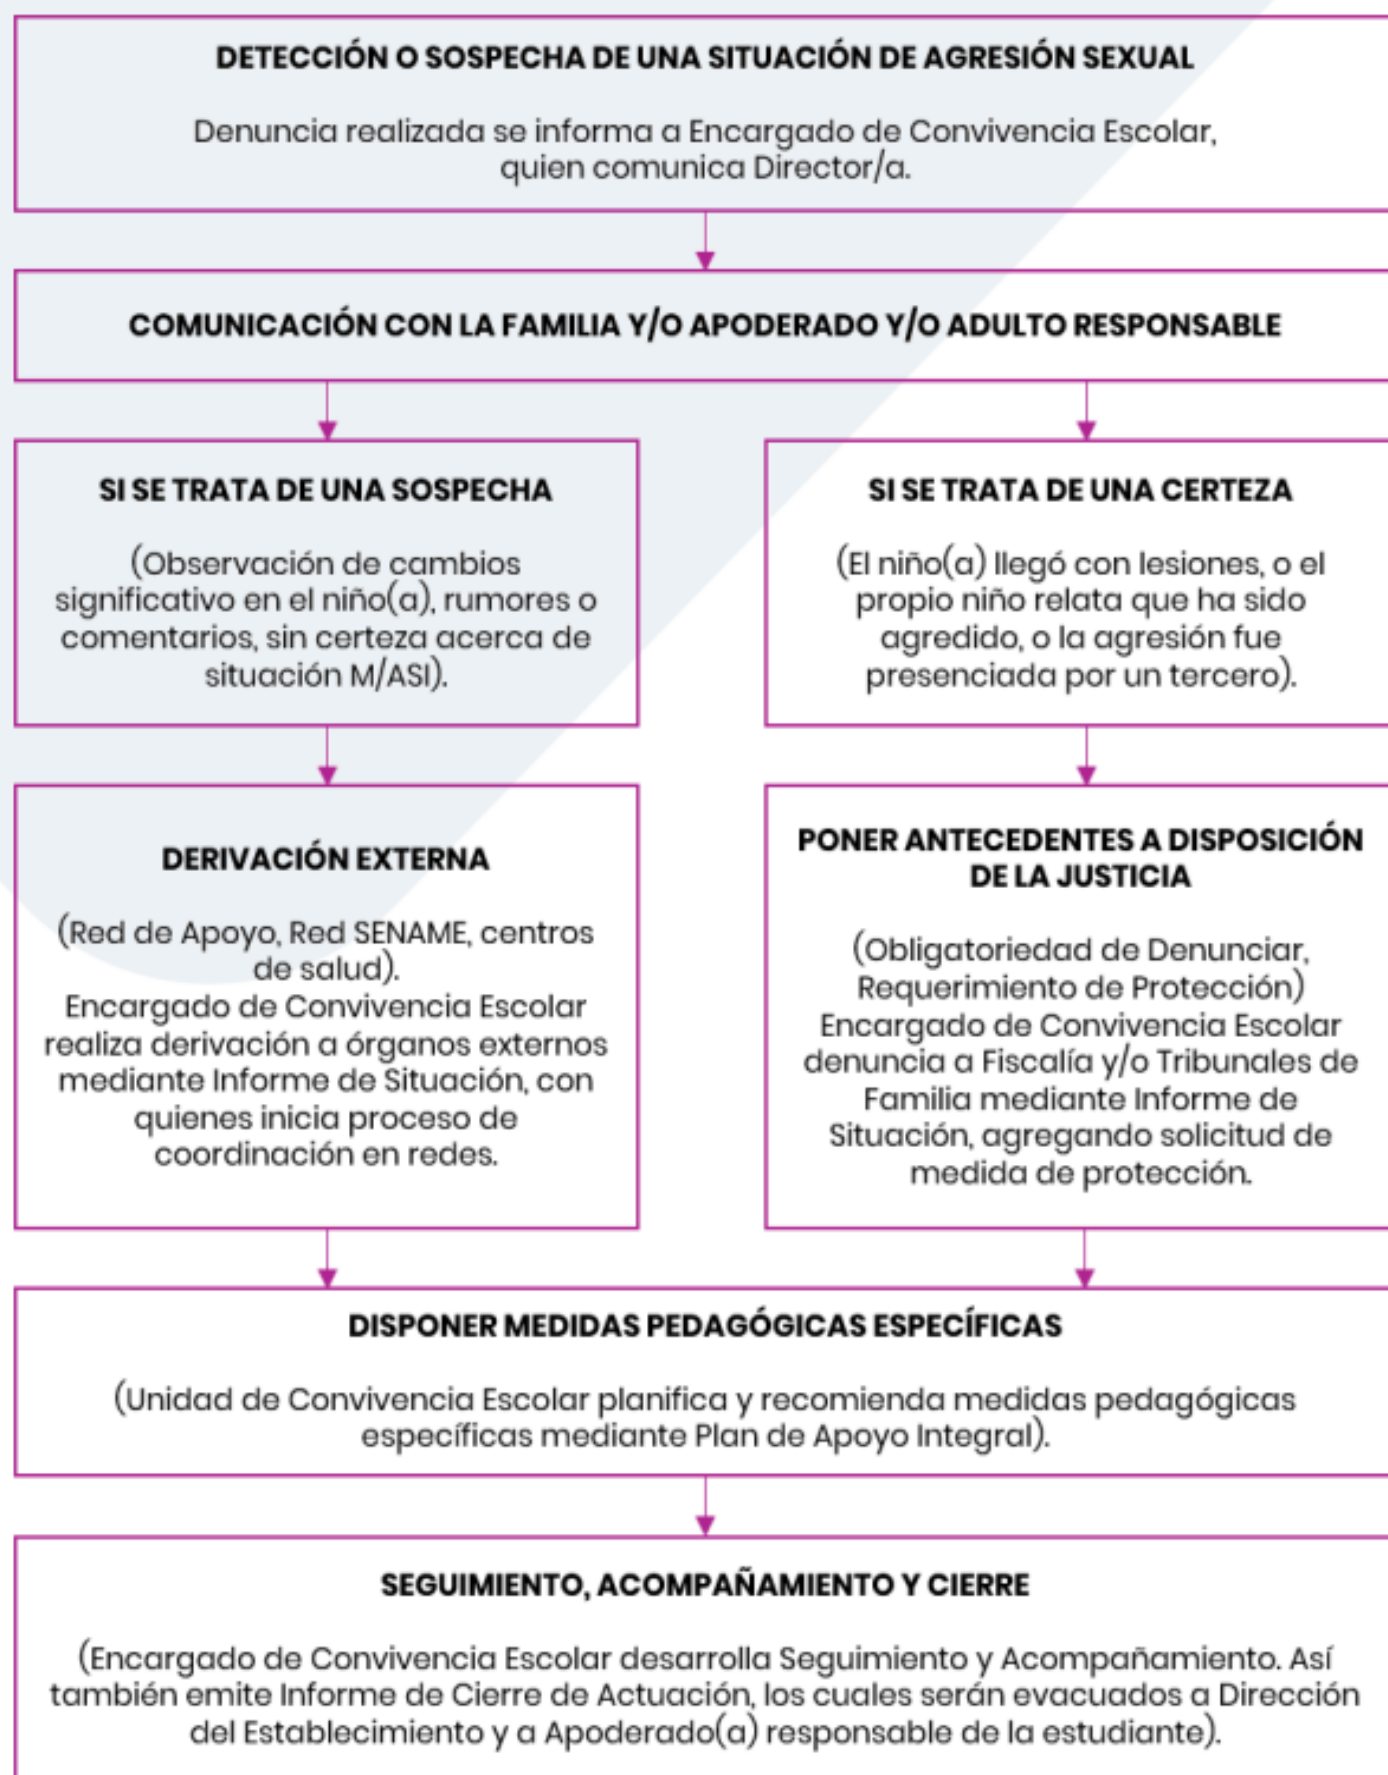 DETECCIÓN O SOSPECHA DE UNA SITUACIÓN DE AGRESIÓN SEXUAL
Denuncia realizada se informa a Encargado de Convivencia Escolar,
quien comunica Director/a.
COMUNICACIÓN CON LA FAMILIA Y/O APODERADO Y/O ADULTO RESPONSABLE
SI SE TRATA DE UNA SOSPECHA
(Observación de cambios
significativo en el niño(a), rumores o
comentarios, sin certeza acerca de
situación M/ASI).
SI SE TRATA DE UNA CERTEZA
(El niño(a) llegó con lesiones, o el
propio niño relata que ha sido
agredido, o la agresión fue
presenciada por un tercero).
DERIVACIÓN EXTERNA
(Red de Apoyo, Red SENAME, centros
de salud).
Encargado de Convivencia Escolar
realiza derivación a órganos externos
mediante Informe de Situación, con
quienes inicia proceso de
coordinación en redes.
PONER ANTECEDENTES A DISPOSICIÓN
DE LA JUSTICIA
(Obligatoriedad de Denunciar,
Requerimiento de Protección)
Encargado de Convivencia Escolar
denuncia a Fiscalía y/o Tribunales de
Familia mediante Informe de
Situación, agregando solicitud de
medida de protección.
DISPONER MEDIDAS PEDAGÓGICAS ESPECÍFICAS
(Unidad de Convivencia Escolar planifica y recomienda medidas pedagógicas
específicas mediante Plan de Apoyo Integral).
SEGUIMIENTO, ACOMPAÑAMIENTO Y CIERRE
(Encargado de Convivencia Escolar desarrolla Seguimiento y Acompañamiento. Así
también emite Informe de Cierre de Actuación, los cuales serán evacuados a Dirección
del Establecimiento y a Apoderado(a) responsable de la estudiante).